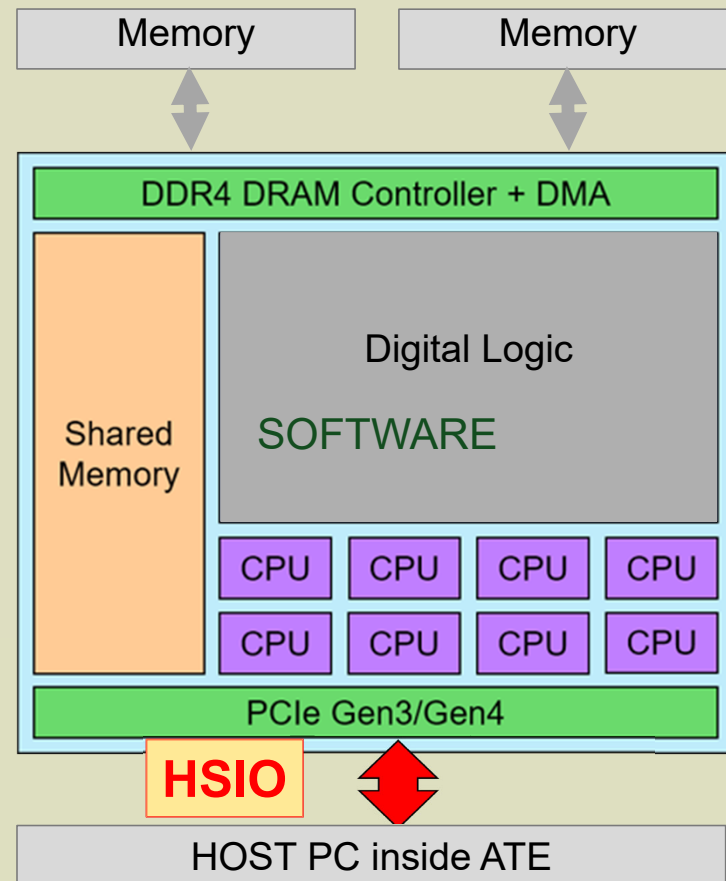 Memory
Memory
DDR4 DRAM Controller + DMA
Digital Logic
Shared
Memory
SOFTWARE
CPU
CPU
CPU
CPU
CPU
CPU
CPU
CPU
PCIe Gen3/Gen4
HSIO
HOST PC inside ATE